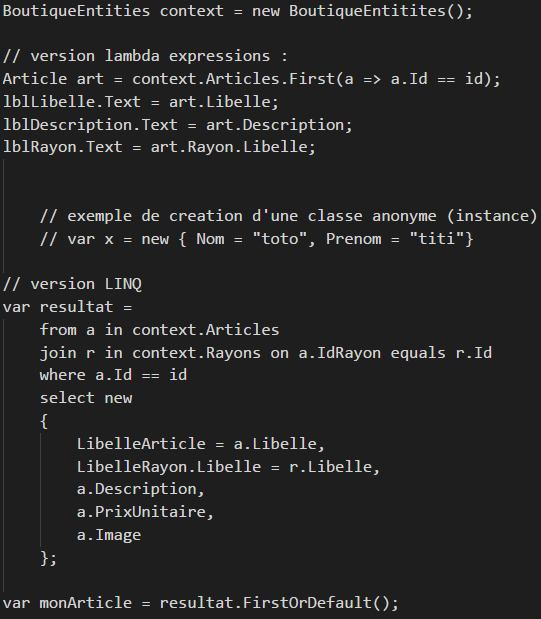 BoutiqueEntities context = new BoutiqueEntitites();
// version lambda expressions :
Article art = context.Articles.First(a => a.Id == id);
lblLibelle.Text = art.Libelle;
lblDescription.Text = art.Description;
lblRayon.Text = art.Rayon.Libelle;
// exemple de creation d'une classe anonyme (instance)
// var x = new { Nom = "toto", Prenom = "titi"}
// version LINQ
var resultat =
from a in context.Articles
join r in context.Rayons on a.IdRayon equals r.Id
where a.Id == id
select new
{
LibelleArticle = a.Libelle,
LibelleRayon.Libelle = r.Libelle,
a.Description,
a.PrixUnitaire,
a.Image
};
var monArticle = resultat.FirstOrDefault();